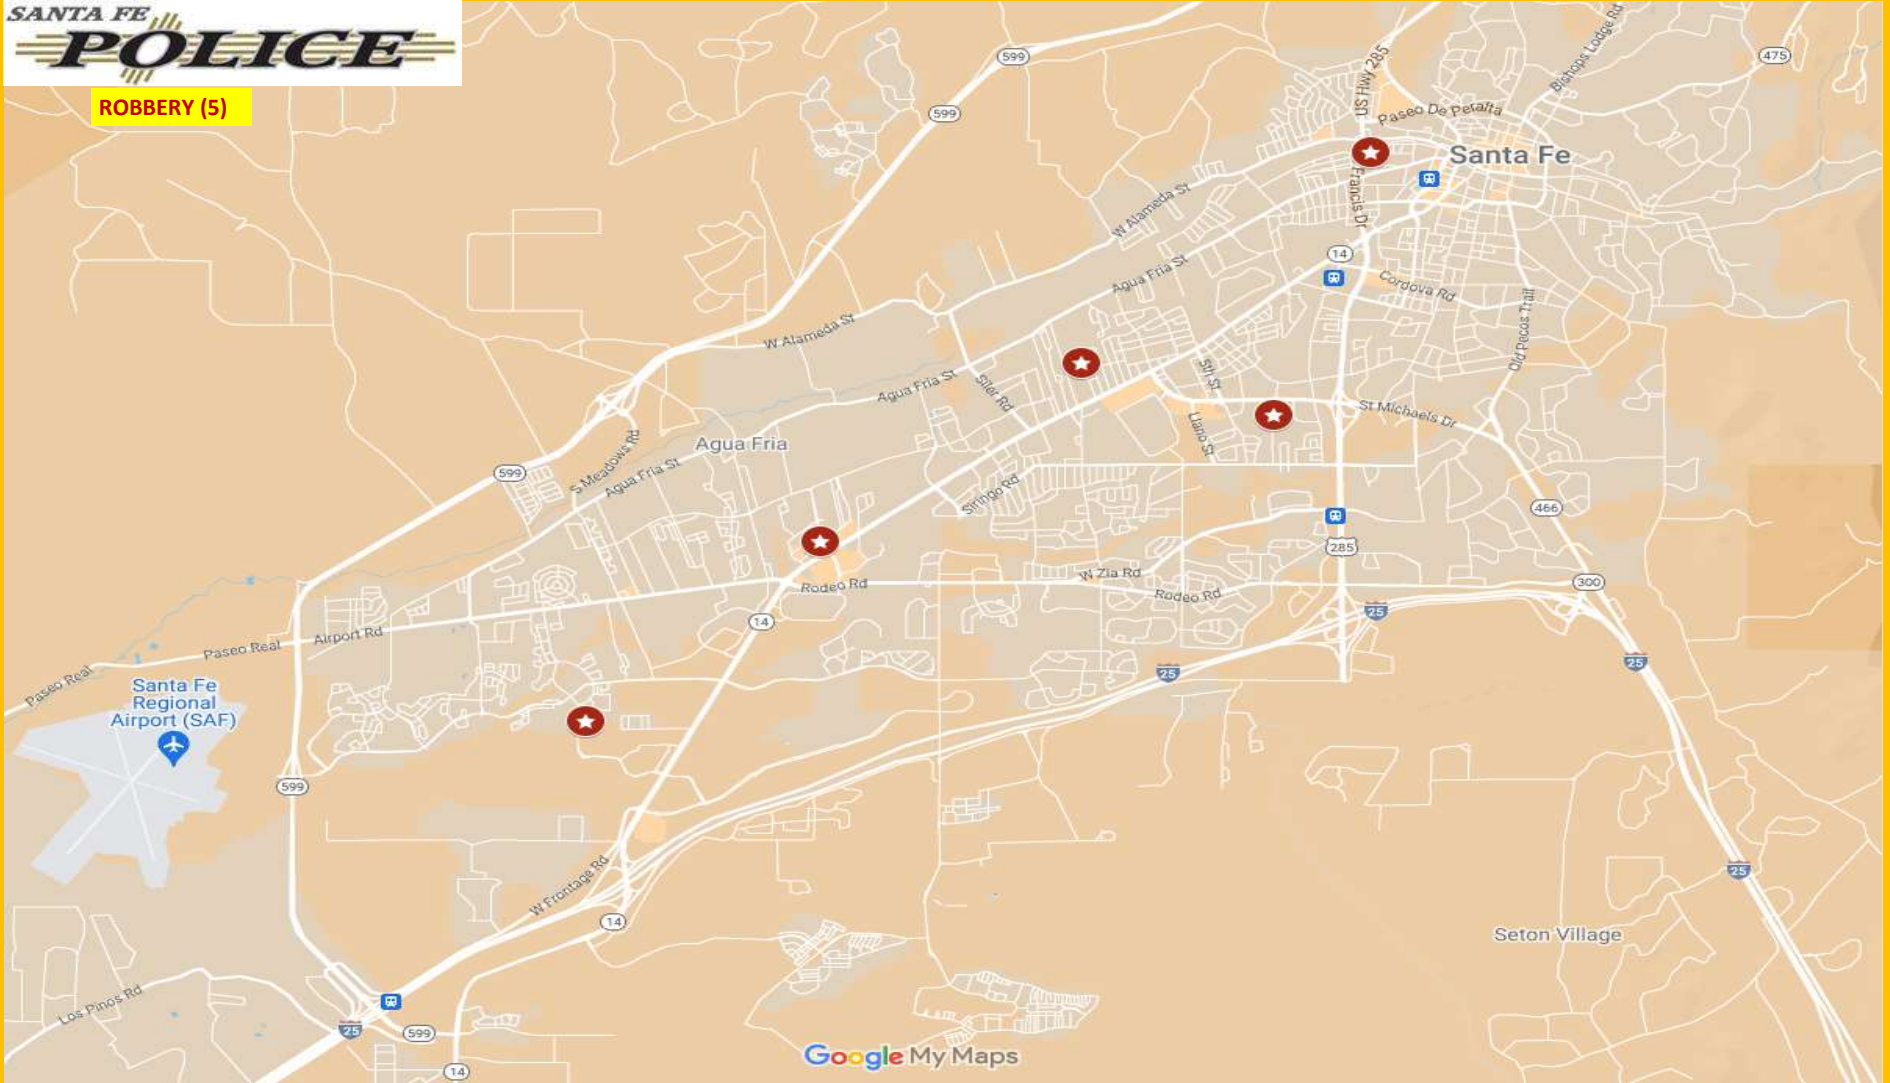 SANTA FE
POLICE
ROBBERY (5)
599
599
US Hwy 285
Bishops Lodge Rd
475
Paseo De Peralta
Santa Fe
Francis Dr
W Alameda St
14
Agua Fria St
Cordova Rd
Old Pecos Trail
W Alameda St
5th St
Agua Fria St
Siler Rd
St Michaels Dr
Llano St
Agua Fria
S Meadows Rd
599
Agua Fria St
Siringo Rd
466
285
W Zia Rd
Rodeo Rd
Rodeo Rd
300
25
14
Airport Rd
Paseo Real
Paseo Real
25
25
Santa Fe
Regional
Airport (SAF)
599
25
W Frontage Rd
14
Seton Village
Los Pinos Rd
25
599
14
Google My Maps